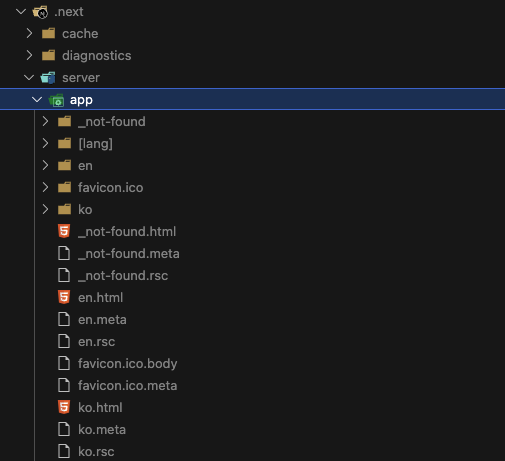 .next
cache
diagnostics
server
app
_not-found
[lang]
en
favicon.ico
ko
_not-found.html
_not-found.meta
_not-found.rsc
en.html
en.meta
en.rsc
favicon.ico.body
favicon.ico.meta
ko.html
ko.meta
ko.rsc